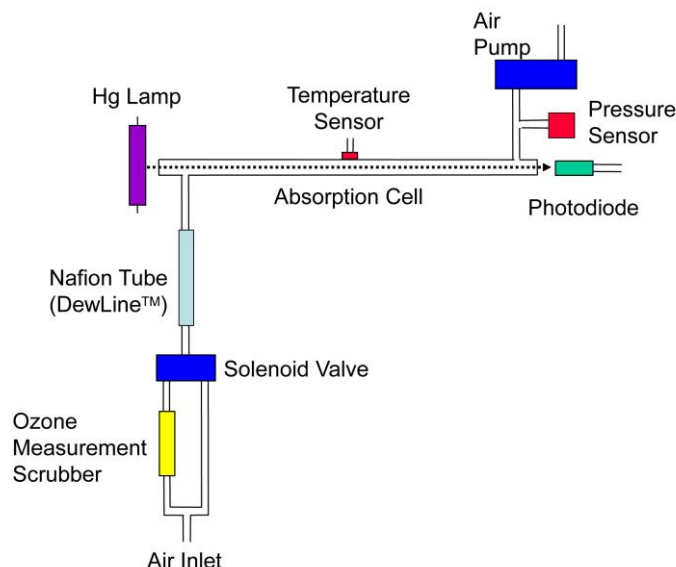 Air
Pump
Hg Lamp
Temperature
Sensor
Pressure
Sensor
Absorption Cell
Photodiode
Nafion Tube
(DewLine™)
Solenoid Valve
Ozone
Measurement
Scrubber
Air Inlet